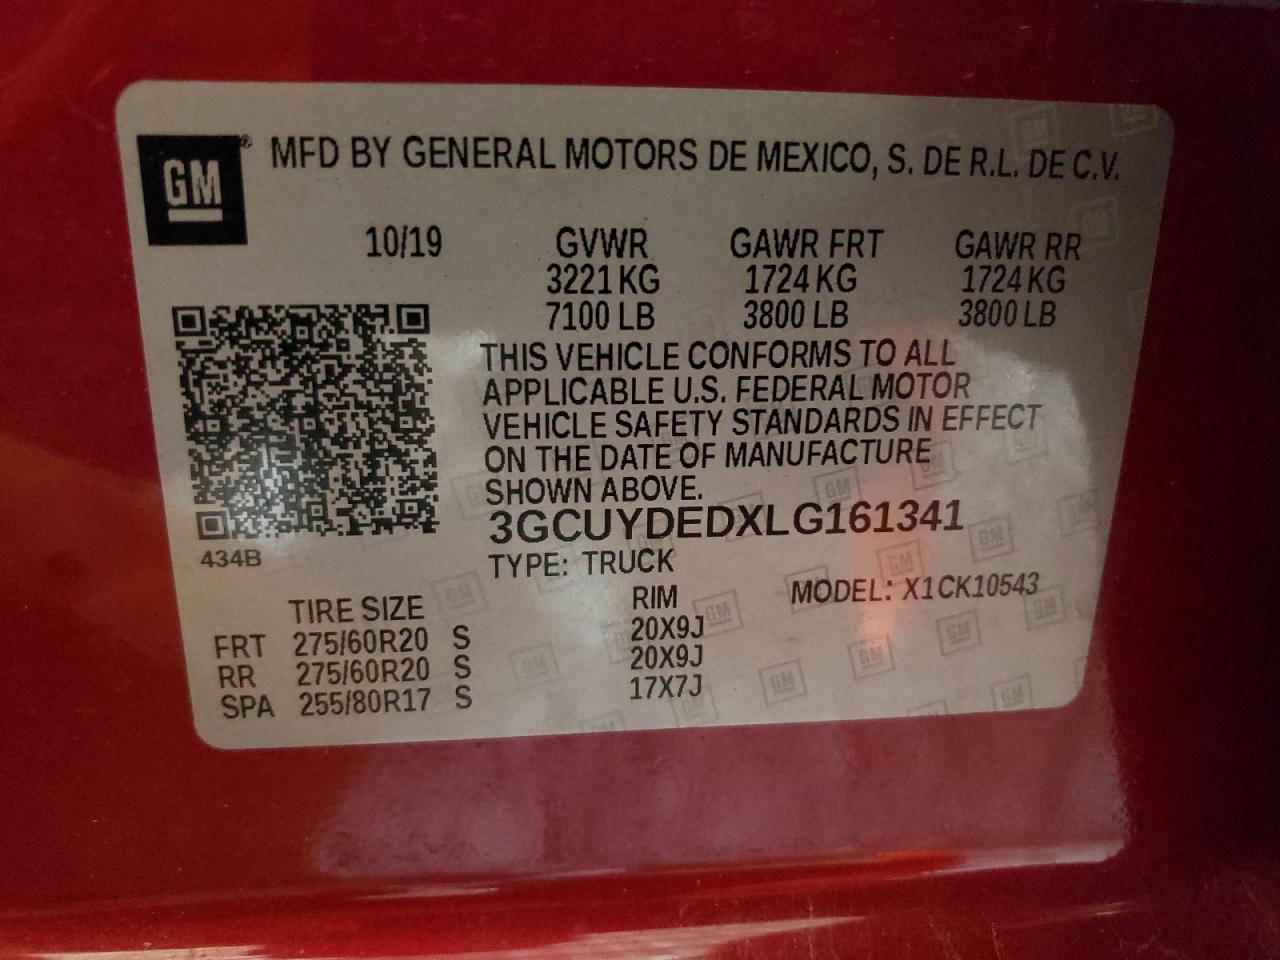 GM® MFD BY GENERAL MOTORS DE MEXICO, S. DE R.L. DE C.V.
10/19 GVWR GAWR FRT GAWR RR
3221 KG 1724 KG 1724 KG
7100 LB 3800 LB 3800 LB
THIS VEHICLE CONFORMS TO ALL
APPLICABLE U.S. FEDERAL MOTOR
VEHICLE SAFETY STANDARDS IN EFFECT
ON THE DATE OF MANUFACTURE
SHOWN ABOVE.
3GCUYDEDXLG161341
434B
TYPE: TRUCK
TIRE SIZE RIM MODEL: X1CK10543
FRT 275/60R20 S 20X9J
RR 275/60R20 S 20X9J
SPA 255/80R17 S 17X7J